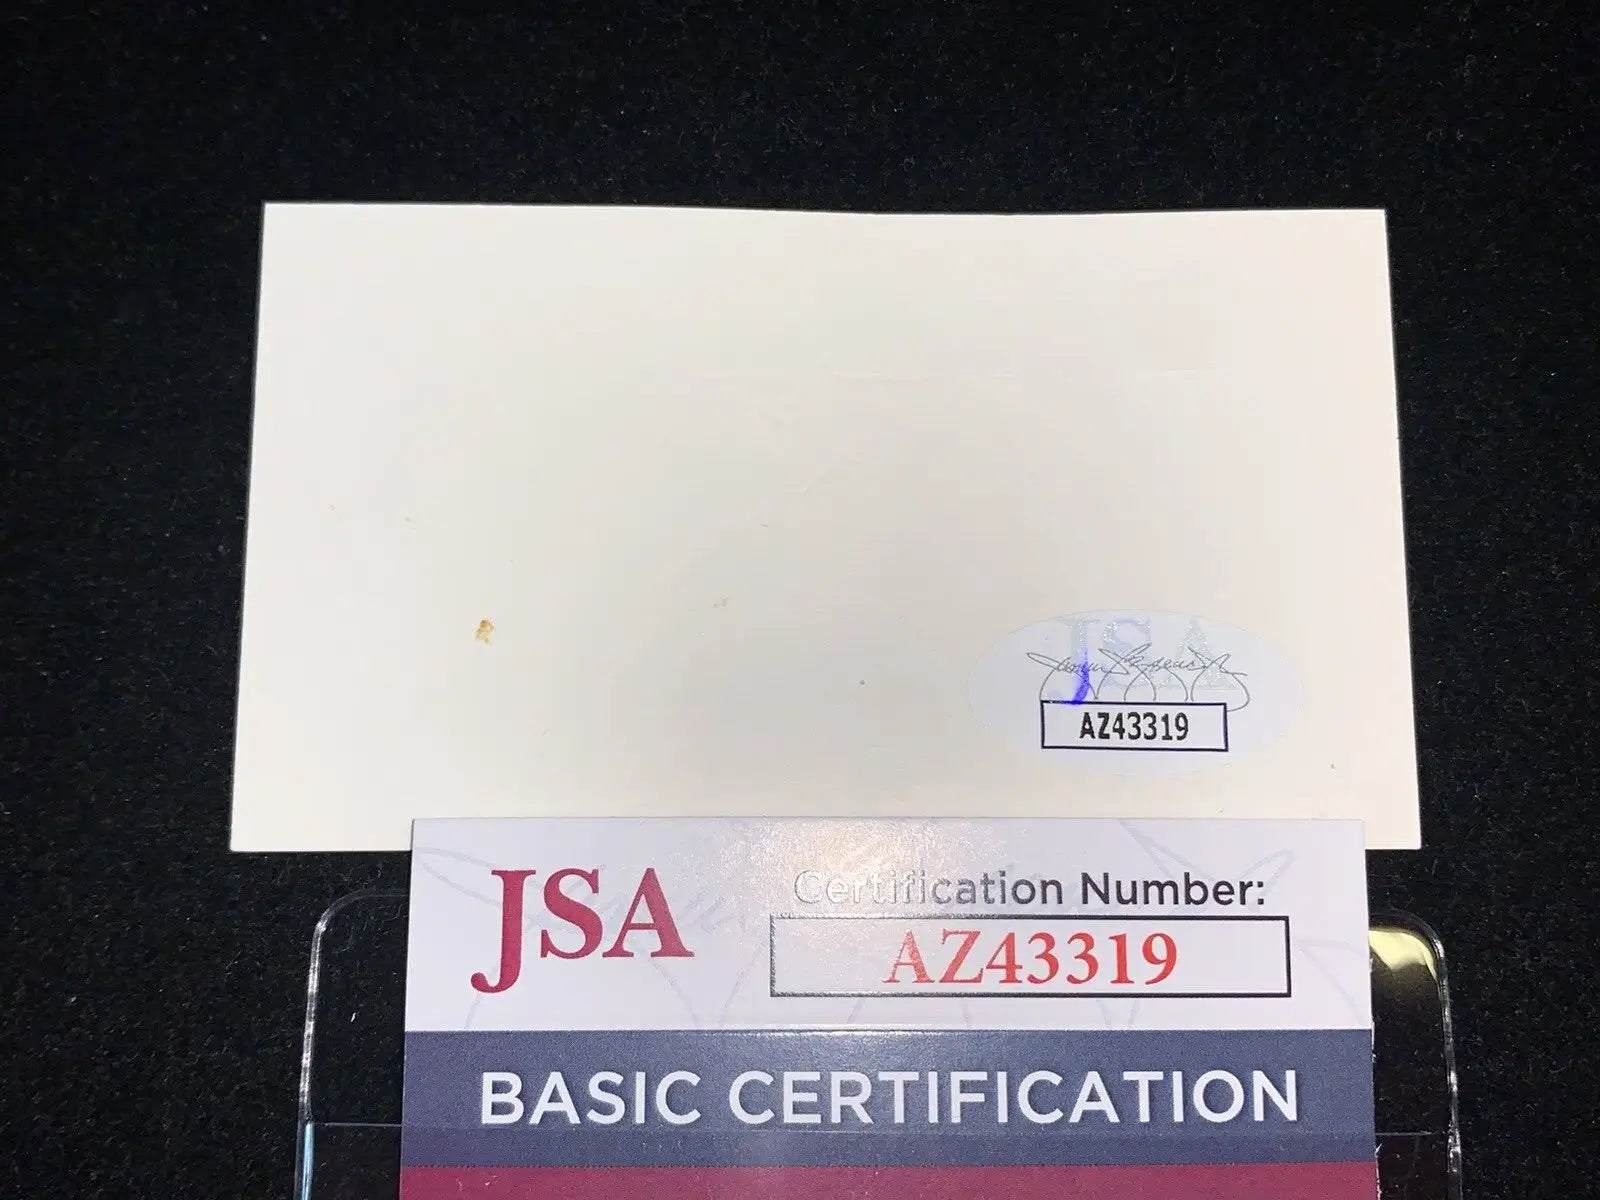 JSA
AZ43319
JSA
Certification Number:
AZ43319
BASIC CERTIFICATION